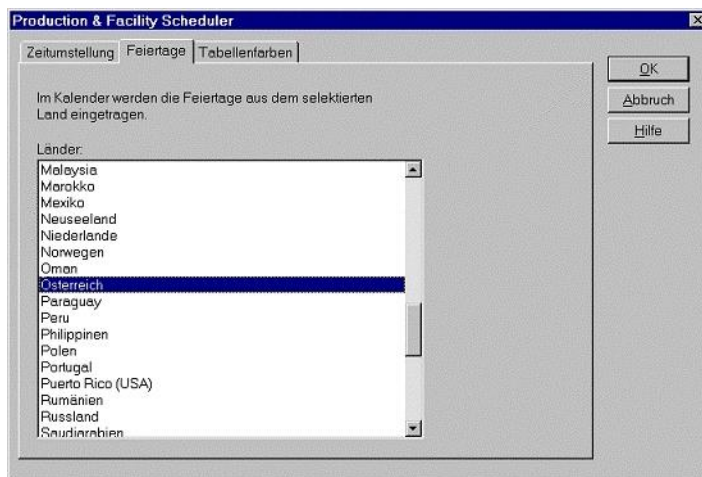 Production & Facility Scheduler
Zeitumstellung Feiertage Tabellenfarben
OK
Abbruch
Hilfe
Im Kalender werden die Feiertage aus dem selektierten
Land eingetragen.
Länder:
Malaysia
Marokko
Mexiko
Neuseeland
Niederlande
Norwegen
Oman
Österreich
Paraguay
Peru
Philippinen
Polen
Portugal
Puerto Rico (USA)
Rumänien
Russland
Saudiarabien